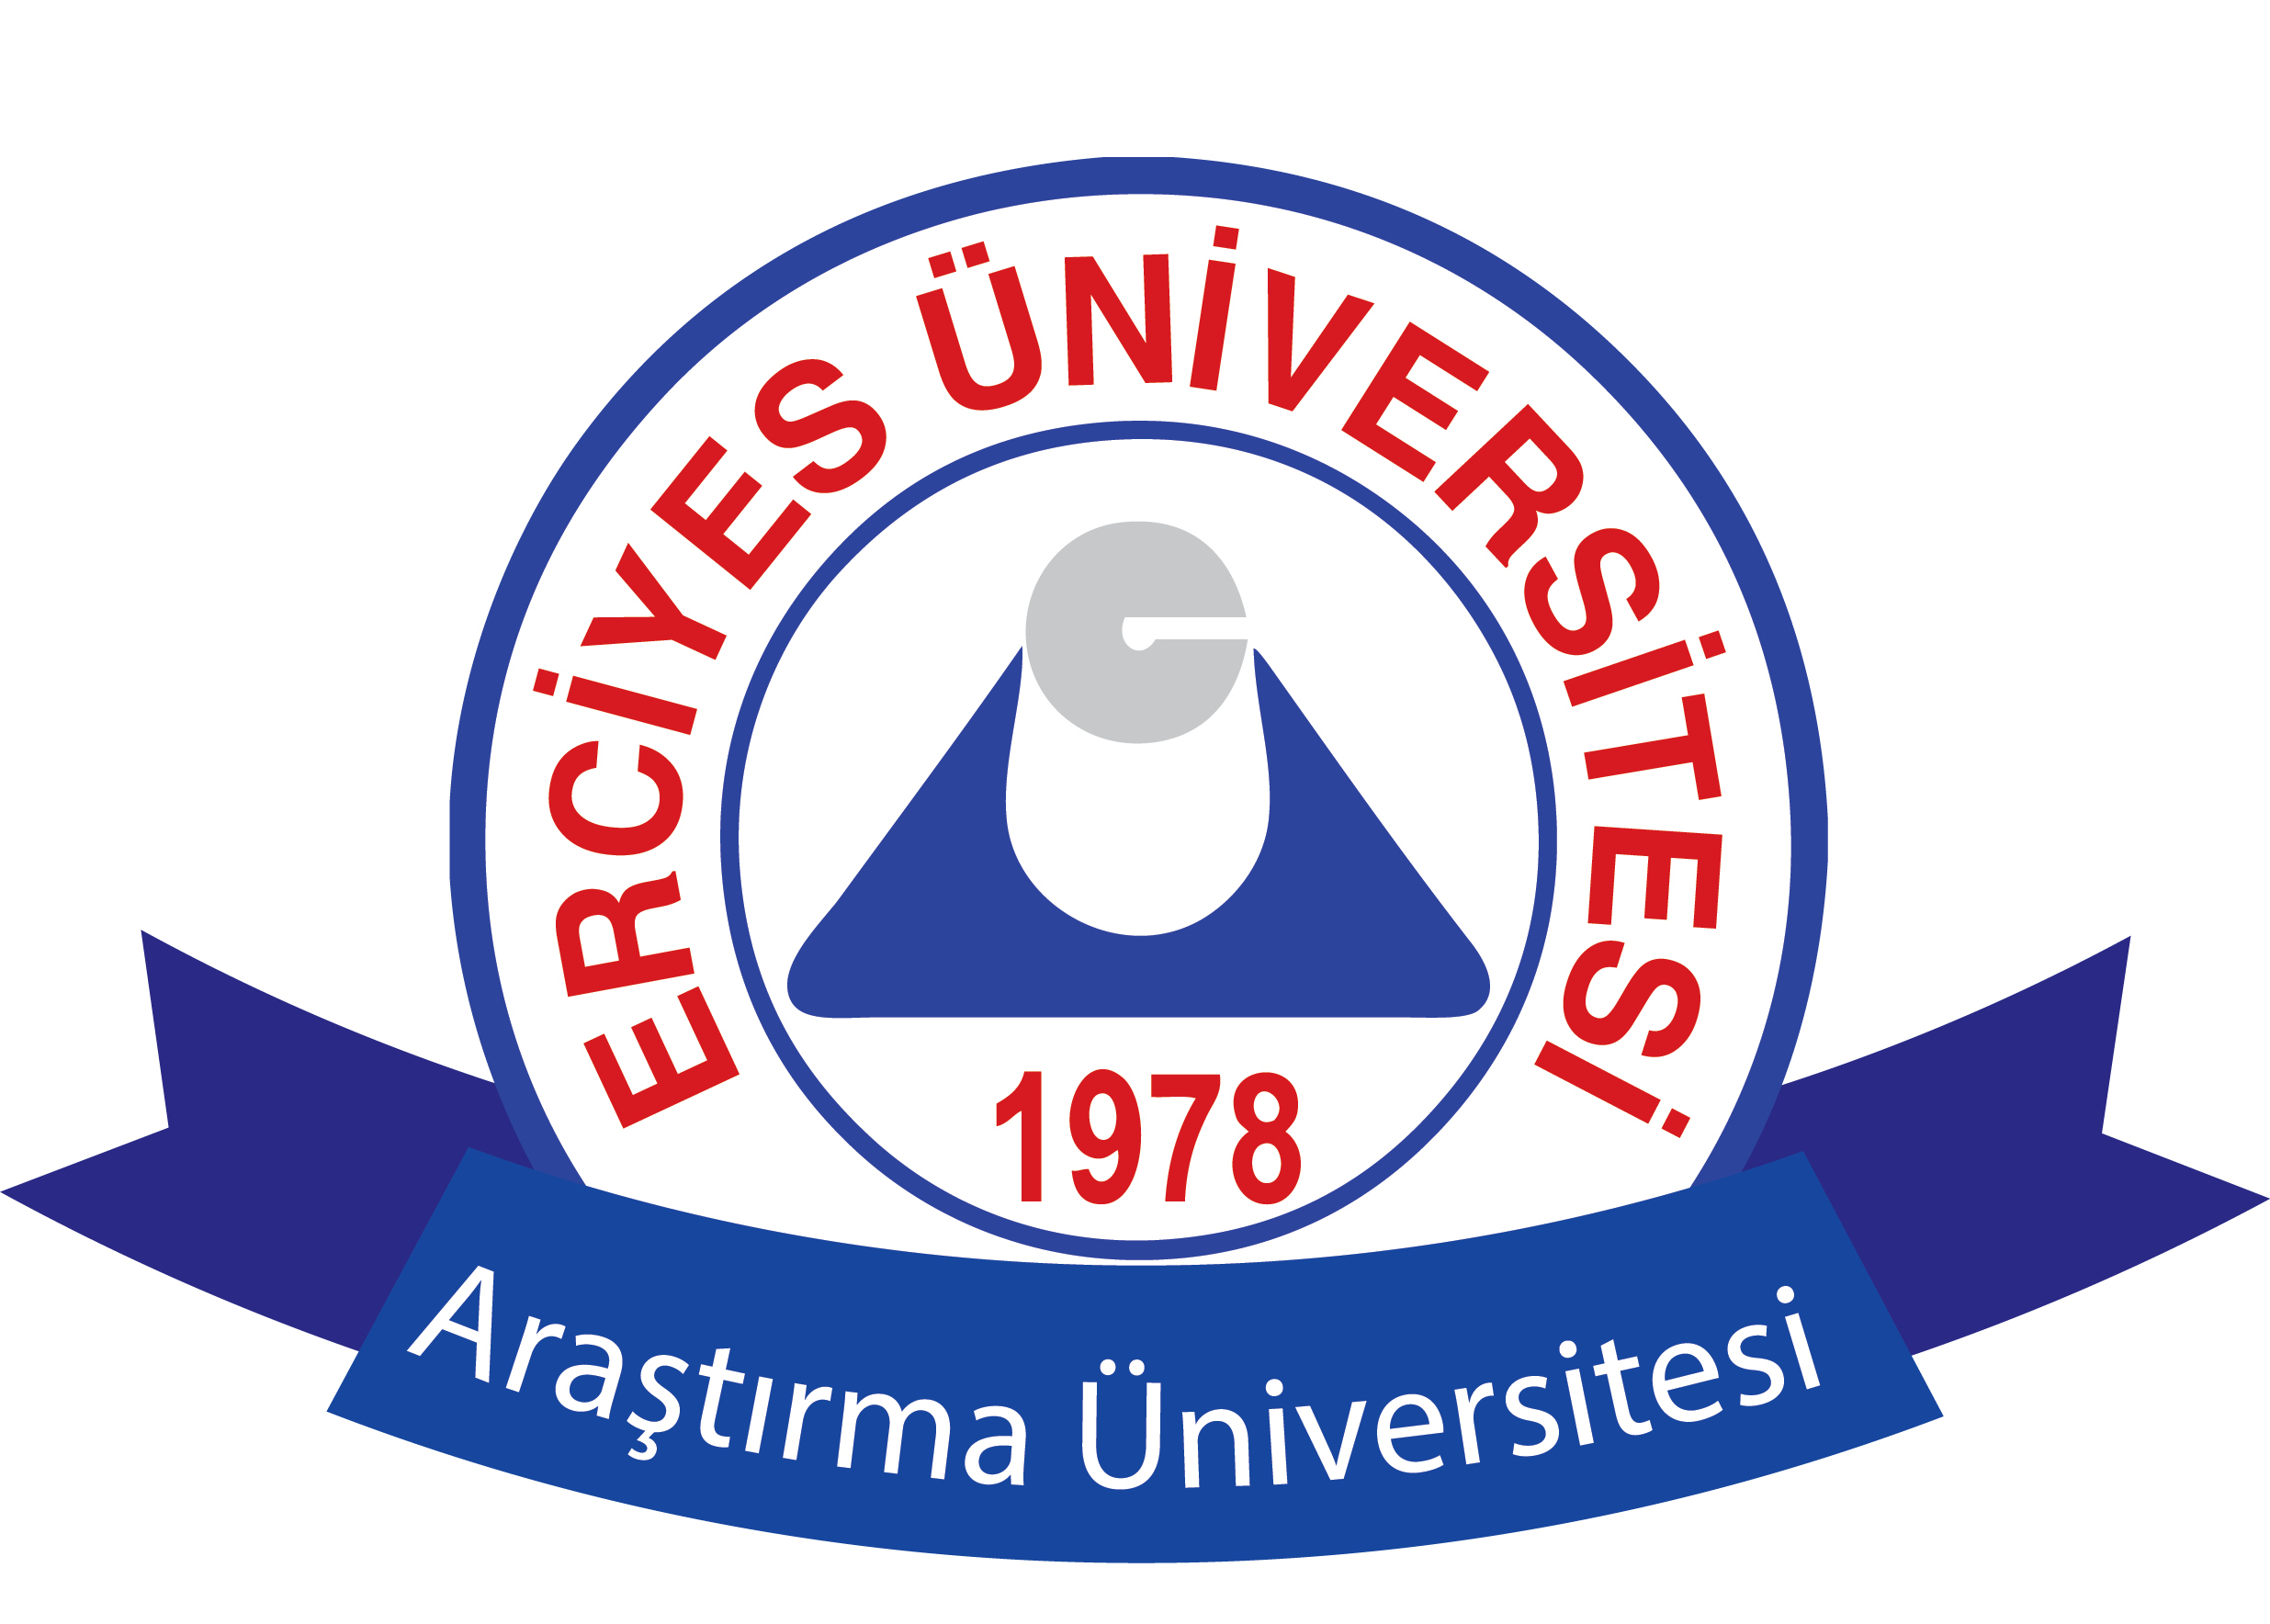 ERCİYES ÜNİVERSİTESİ
1978
Araştırma Üniversitesi